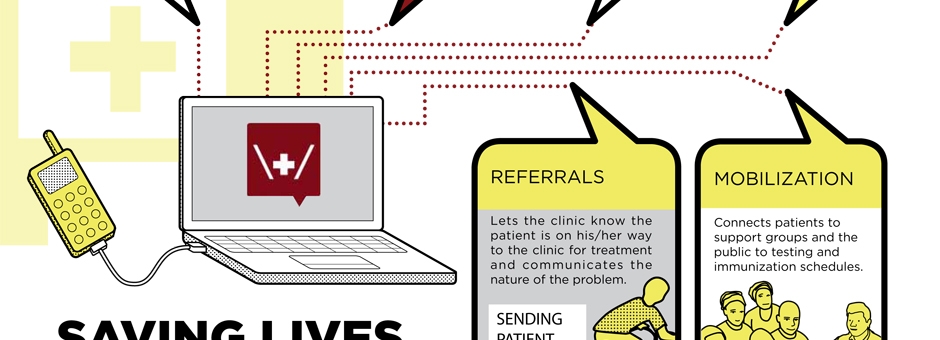 REFERRALS
Lets the clinic know the
patient is on his/her way
to the clinic for treatment
and communicates the
nature of the problem.
SENDING
PATIENT
MOBILIZATION
Connects patients to
support groups and the
public to testing and
immunization schedules.
SAVING LIVES